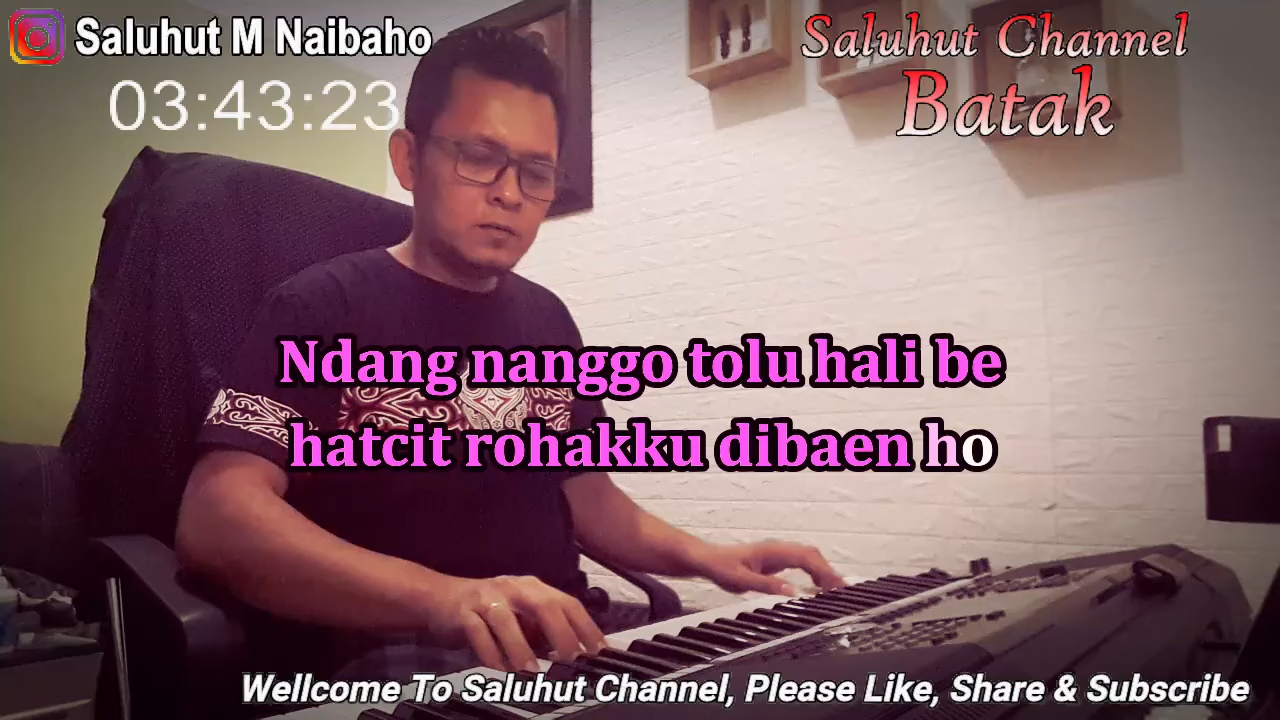 Saluhut M Naibaho
Saluhut Channel
Batak
03:43:23
Ndang nanggo tolu hali be
hatcit rohakku dibaen ho
Wellcome To Saluhut Channel, Please Like, Share & Subscribe